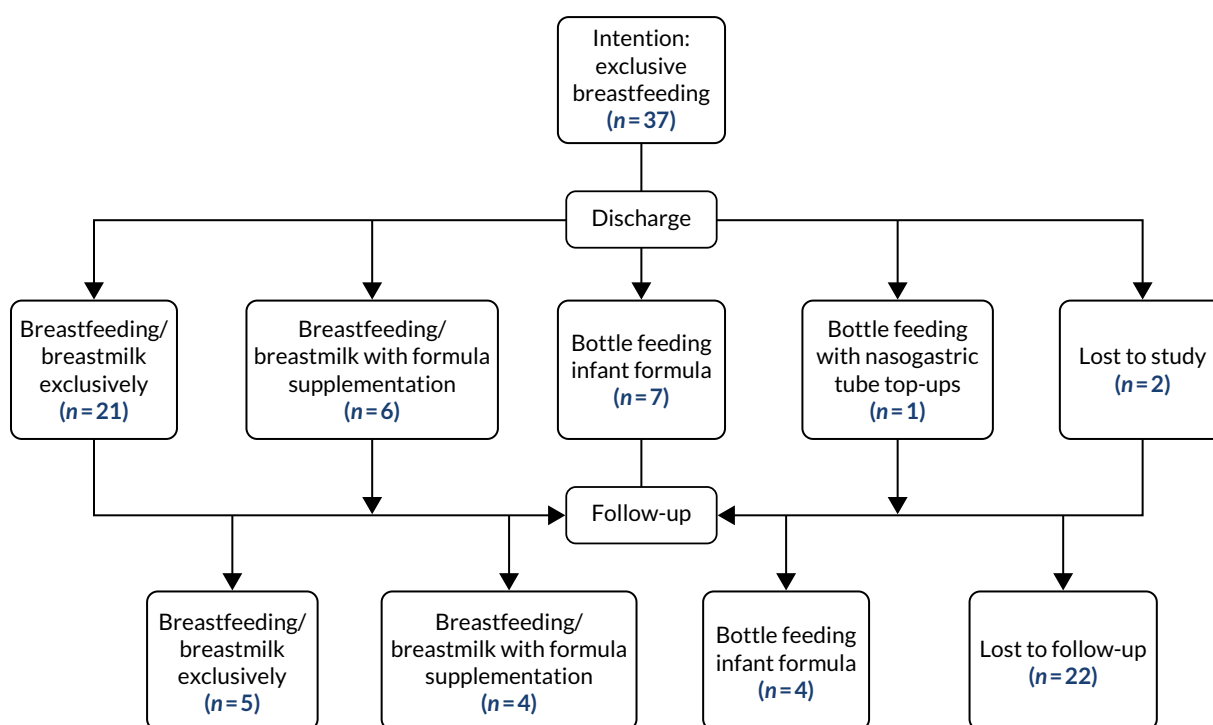 Intention:
exclusive
breastfeeding
(n=37)
Discharge
Breastfeeding/
breastmilk
exclusively
(n=21)
Breastfeeding/
breastmilk with formula
supplementation
(n=6)
Bottle feeding
infant formula
(n=7)
Bottle feeding
with nasogastric
tube top-ups
(n=1)
Lost to study
(n=2)
Follow-up
Breastfeeding/
breastmilk
exclusively
(n=5)
Breastfeeding/
breastmilk with formula
supplementation
(n=4)
Bottle feeding
infant formula
(n=4)
Lost to follow-up
(n=22)